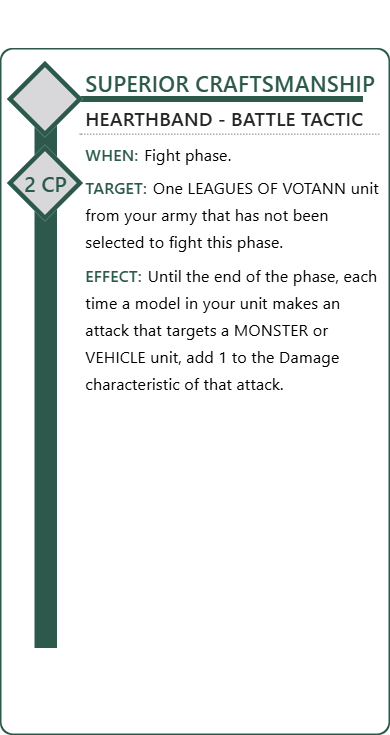 SUPERIOR CRAFTSMANSHIP
HEARTHBAND - BATTLE TACTIC
WHEN: Fight phase.
2 CP
TARGET: One LEAGUES OF VOTANN unit
from your army that has not been
selected to fight this phase.
EFFECT: Until the end of the phase, each
time a model in your unit makes an
attack that targets a MONSTER or
VEHICLE unit, add 1 to the Damage
characteristic of that attack.